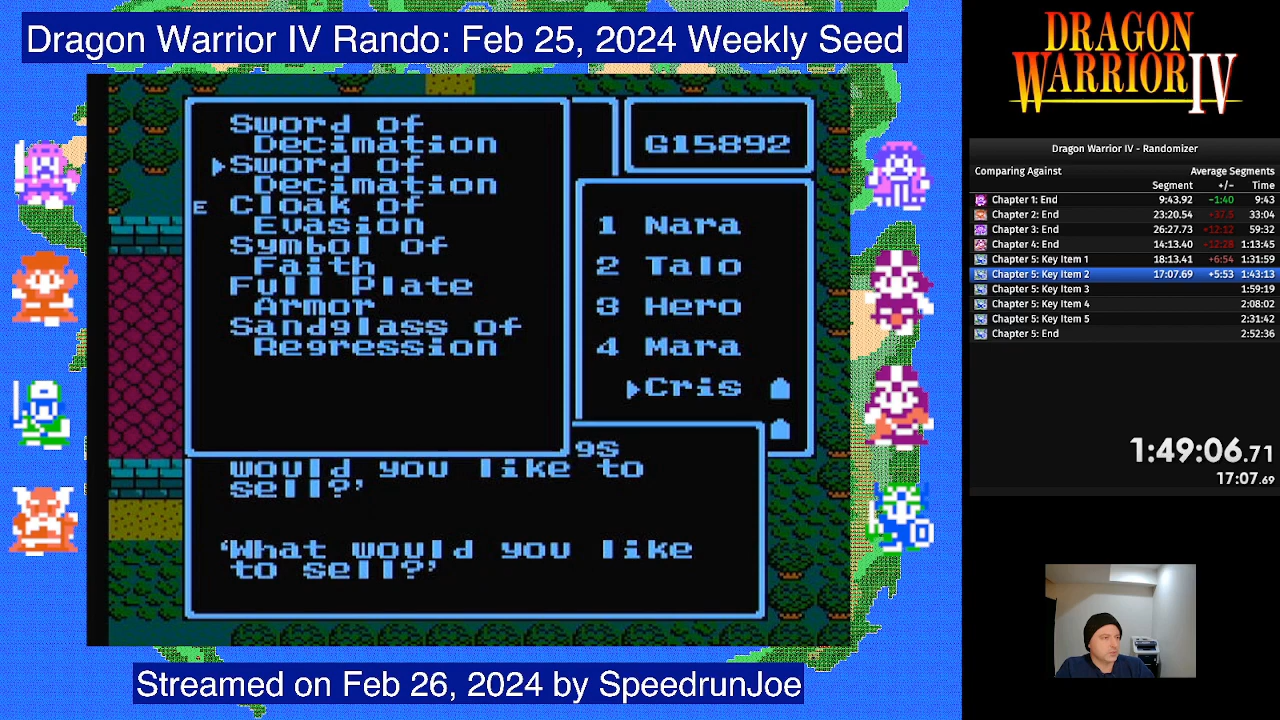 Dragon Warrior IV Rando: Feb 25, 2024 Weekly Seed
Sword of
Decimation
Sword of
Decimation
E Cloak of
Evasion
Symbol of
Faith
Full Plate
Armor
Sandglass of
Regression
G15892
1 Nara
2 Talo
3 Hero
4 Mara
Cris
gs
would you like to
sell?’
‘What would you like
to sell?’
Streamed on Feb 26, 2024 by SpeedrunJoe
DRAGON
WARRIOR IV
Dragon Warrior IV - Randomizer
Comparing Against Average Segments
Segment +/- Time
Chapter 1: End 9:43.92 −1:40 9:43
Chapter 2: End 23:20.54 +37.5 33:04
Chapter 3: End 26:27.73 +12:12 59:32
Chapter 4: End 14:13.40 +12:28 1:13:45
Chapter 5: Key Item 1 18:13.41 +6:54 1:31:59
Chapter 5: Key Item 2 17:07.69 +5:53 1:43:13
Chapter 5: Key Item 3 1:59:19
Chapter 5: Key Item 4 2:08:02
Chapter 5: Key Item 5 2:31:42
Chapter 5: End 2:52:36
1:49:06.71
17:07.69